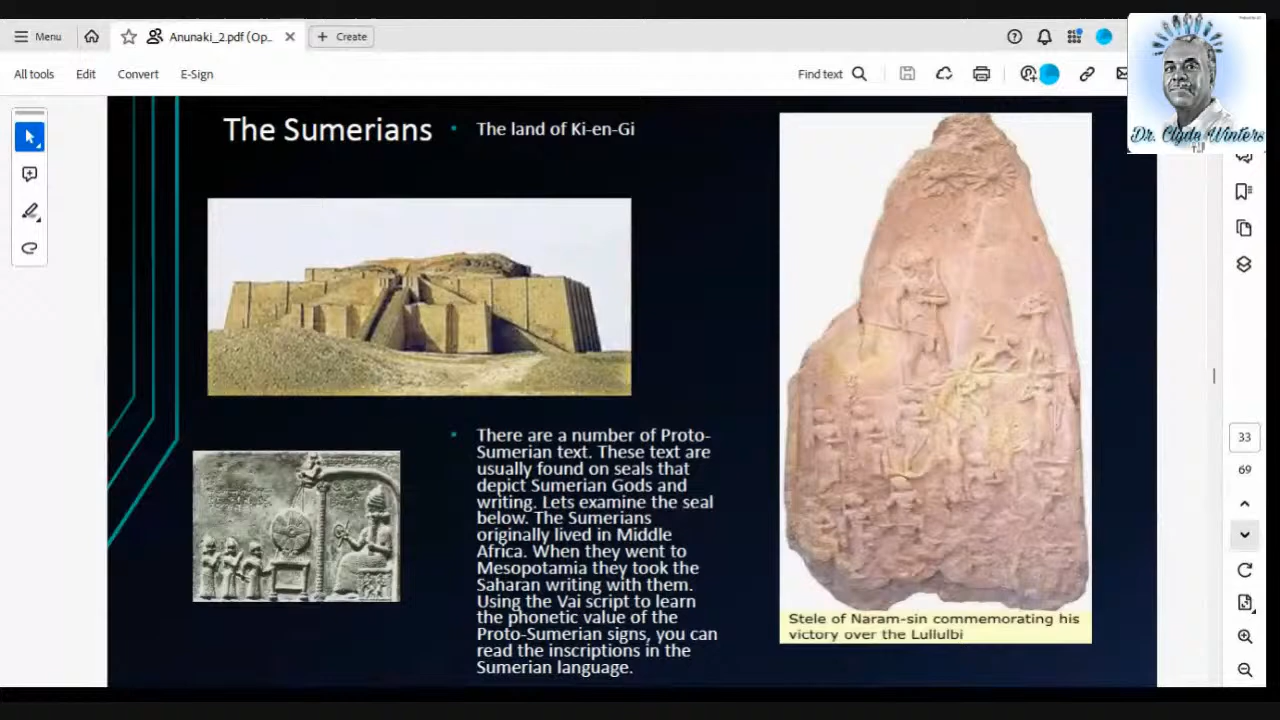 Menu
Anunaki_2.pdf (Op...
Create
All tools
Edit
Convert
E-Sign
Find text
Dr. Clyde Winters
The Sumerians
• The land of Ki-en-Gi
• There are a number of Proto-
Sumerian text. These text are
usually found on seals that
depict Sumerian Gods and
writing. Lets examine the seal
below. The Sumerians
originally lived in Middle
Africa. When they went to
Mesopotamia they took the
Saharan writing with them.
Using the Vai script to learn
the phonetic value of the
Proto-Sumerian signs, you can
read the inscriptions in the
Sumerian language.
Stele of Naram-sin commemorating his
victory over the Lullulbi
33
69